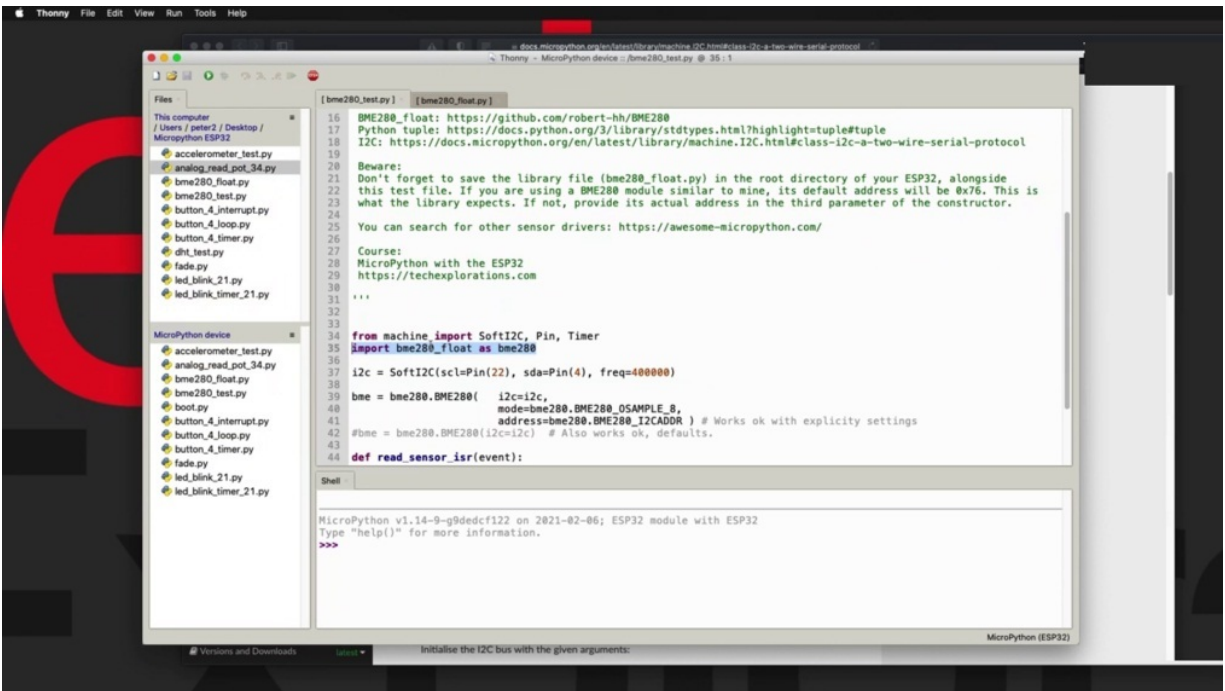 Thonny File Edit View Run Tools Help
docs.micropython.org/en/latest/library/machine.I2C.html#class-i2c-a-two-wire-serial-protocol
Thonny - MicroPython device :: /bme280_test.py @ 35 : 1
Files
This computer
/ Users / peter2 / Desktop /
Micropython ESP32
accelerometer_test.py
analog_read_pot_34.py
bme280_float.py
bme280_test.py
button_4_interrupt.py
button_4_loop.py
button_4_timer.py
dht_test.py
fade.py
led_blink_21.py
led_blink_timer_21.py
MicroPython device
accelerometer_test.py
analog_read_pot_34.py
bme280_float.py
bme280_test.py
boot.py
button_4_interrupt.py
button_4_loop.py
button_4_timer.py
fade.py
led_blink_21.py
led_blink_timer_21.py
[ bme280_test.py ] [ bme280_float.py ]
16 BME280_float: https://github.com/robert-hh/BME280
17 Python tuple: https://docs.python.org/3/library/stdtypes.html?highlight=tuple#tuple
18 I2C: https://docs.micropython.org/en/latest/library/machine.I2C.html#class-i2c-a-two-wire-serial-protocol
19
20 Beware:
21 Don't forget to save the library file (bme280_float.py) in the root directory of your ESP32, alongside
22 this test file. If you are using a BME280 module similar to mine, its default address will be 0x76. This is
23 what the library expects. If not, provide its actual address in the third parameter of the constructor.
24
25 You can search for other sensor drivers: https://awesome-micropython.com/
26
27 Course:
28 MicroPython with the ESP32
29 https://techexplorations.com
30
31 '''
32
33
34 from machine import SoftI2C, Pin, Timer
35 import bme280_float as bme280
36
37 i2c = SoftI2C(scl=Pin(22), sda=Pin(4), freq=400000)
38
39 bme = bme280.BME280( i2c=i2c,
40 mode=bme280.BME280_OSAMPLE_8,
41 address=bme280.BME280_I2CADDR ) # Works ok with explicity settings
42 #bme = bme280.BME280(i2c=i2c) # Also works ok, defaults.
43
44 def read_sensor_isr(event):
Shell
MicroPython v1.14-9-g9dedcf122 on 2021-02-06; ESP32 module with ESP32
Type "help()" for more information.
>>>
MicroPython (ESP32)
Versions and Downloads latest
Initialise the I2C bus with the given arguments: